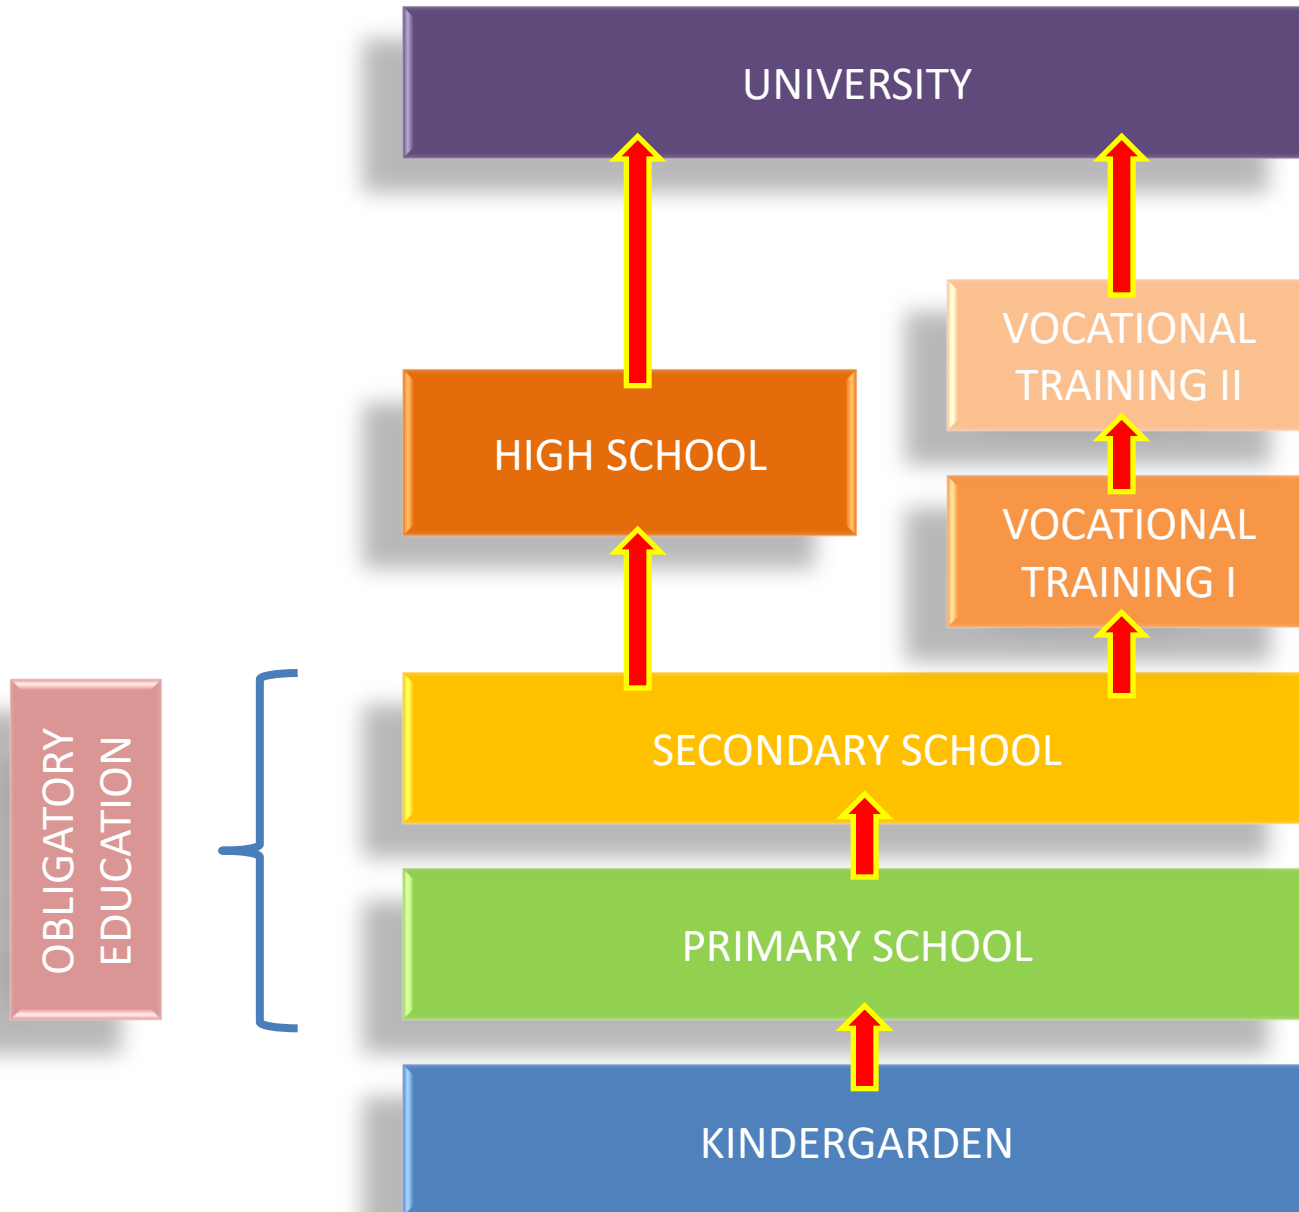 UNIVERSITY
VOCATIONAL
TRAINING II
HIGH SCHOOL
VOCATIONAL
TRAINING I
OBLIGATORY
EDUCATION
SECONDARY SCHOOL
PRIMARY SCHOOL
KINDERGARDEN